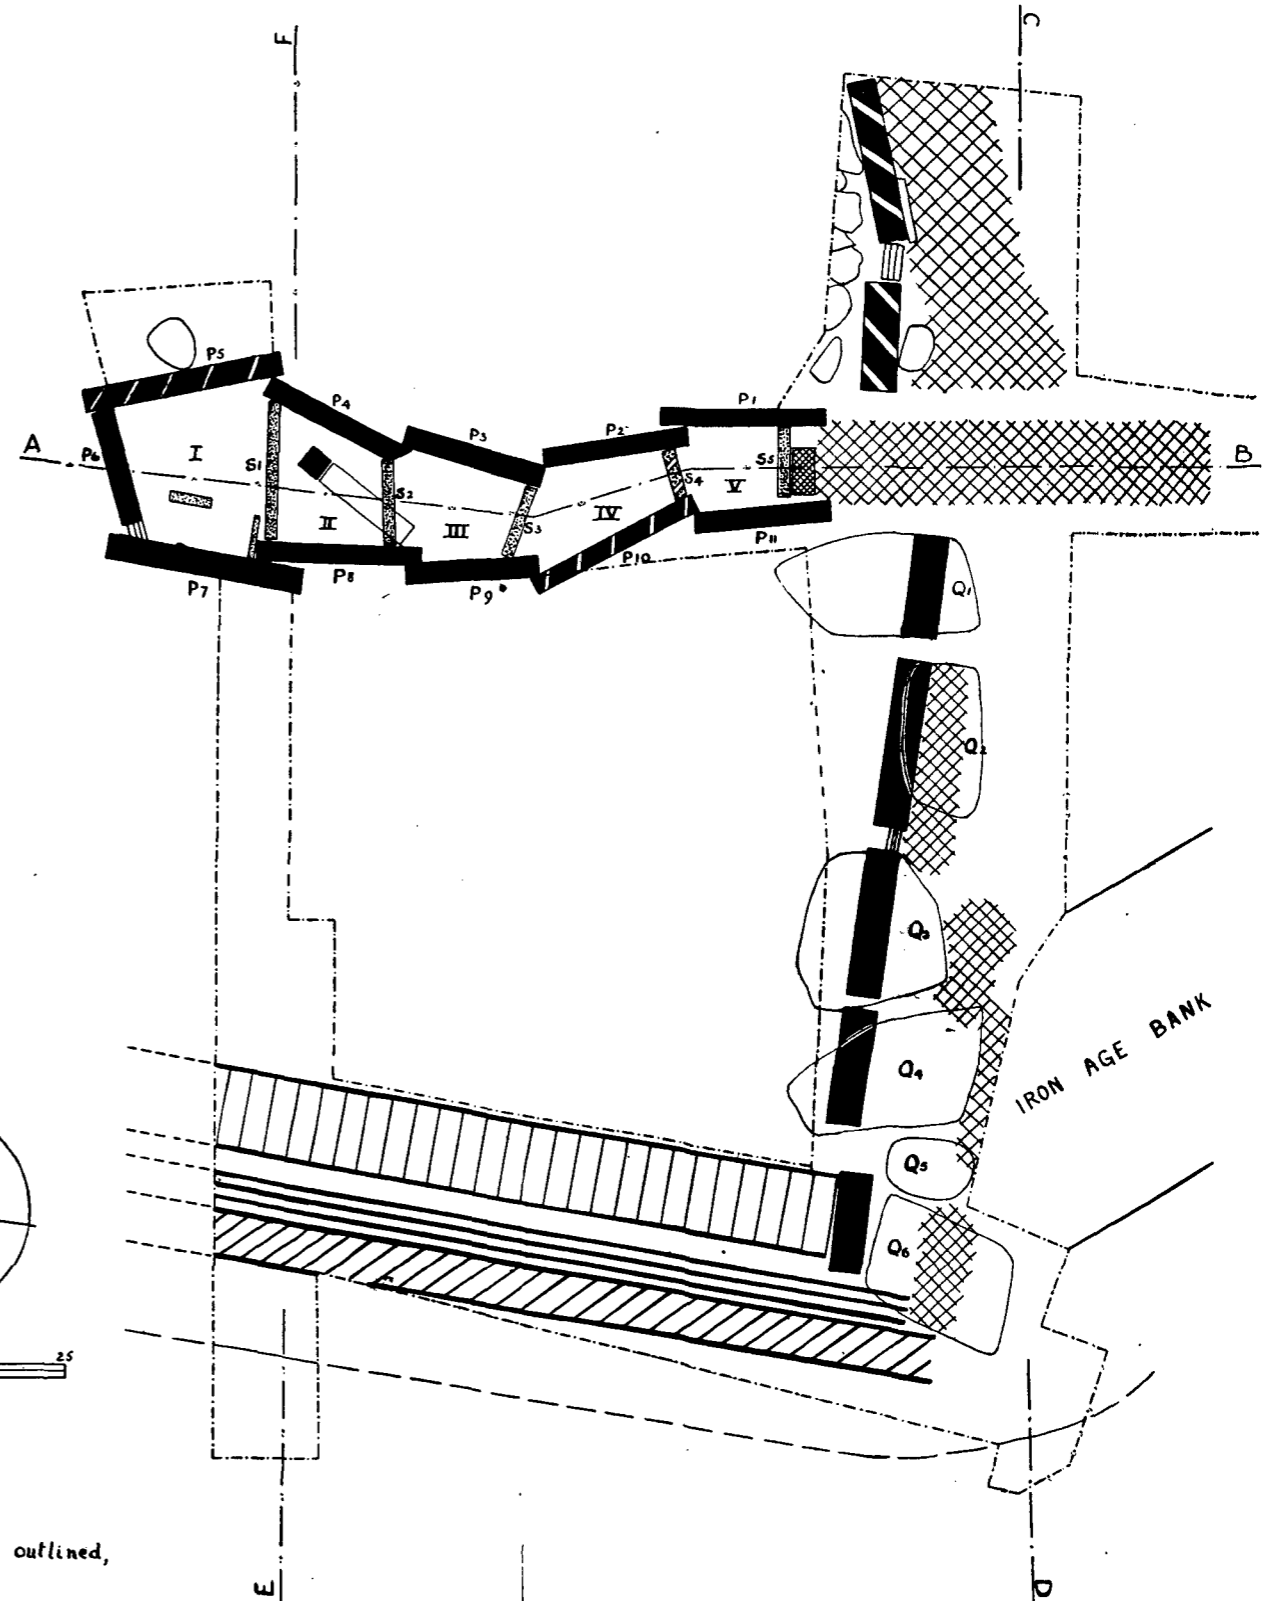 F
C
P5
P4
P1
P3
P2
A
P6
I
S1
S2
S5
B
S4
V
II
III
S3
IV
P11
P10
P8
P7
P9
Q1
Q2
Q3
Q4
IRON AGE BANK
Q5
Q6
25
outlined,
E
D